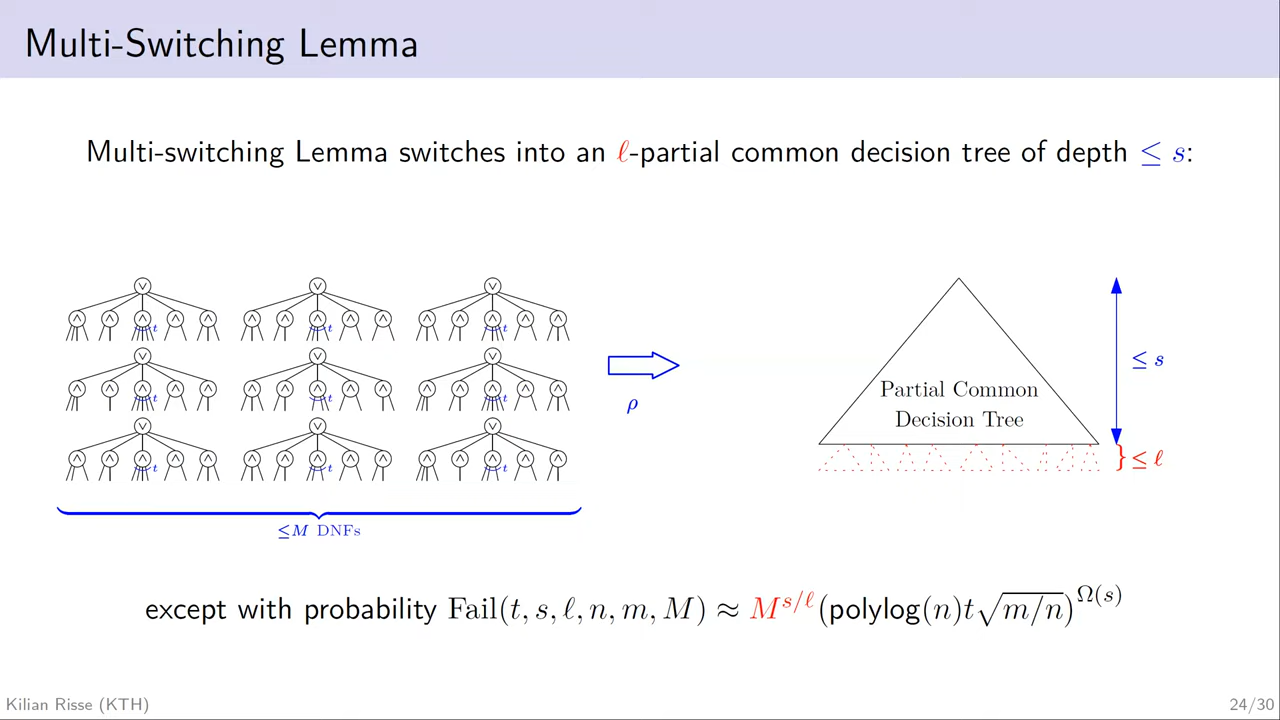 Multi-Switching Lemma
Multi-switching Lemma switches into an ℓ-partial common decision tree of depth ≤ s:
∨ ∨ ∨
∧ ∧ ∧ ∧ ∧ ∧ ∧ ∧ ∧ ∧ ∧ ∧ ∧ ∧ ∧
t t t
∨ ∨ ∨
∧ ∧ ∧ ∧ ∧ ∧ ∧ ∧ ∧ ∧ ∧ ∧ ∧ ∧ ∧
t t t
∨ ∨ ∨
∧ ∧ ∧ ∧ ∧ ∧ ∧ ∧ ∧ ∧ ∧ ∧ ∧ ∧ ∧
t t t
≤M DNFs
ρ
Partial Common
Decision Tree
≤ s
≤ ℓ
except with probability Fail(t, s, ℓ, n, m, M) ≈ M^{s/ℓ}(polylog(n)t√(m/n))^{Ω(s)}
Kilian Risse (KTH)
24/30